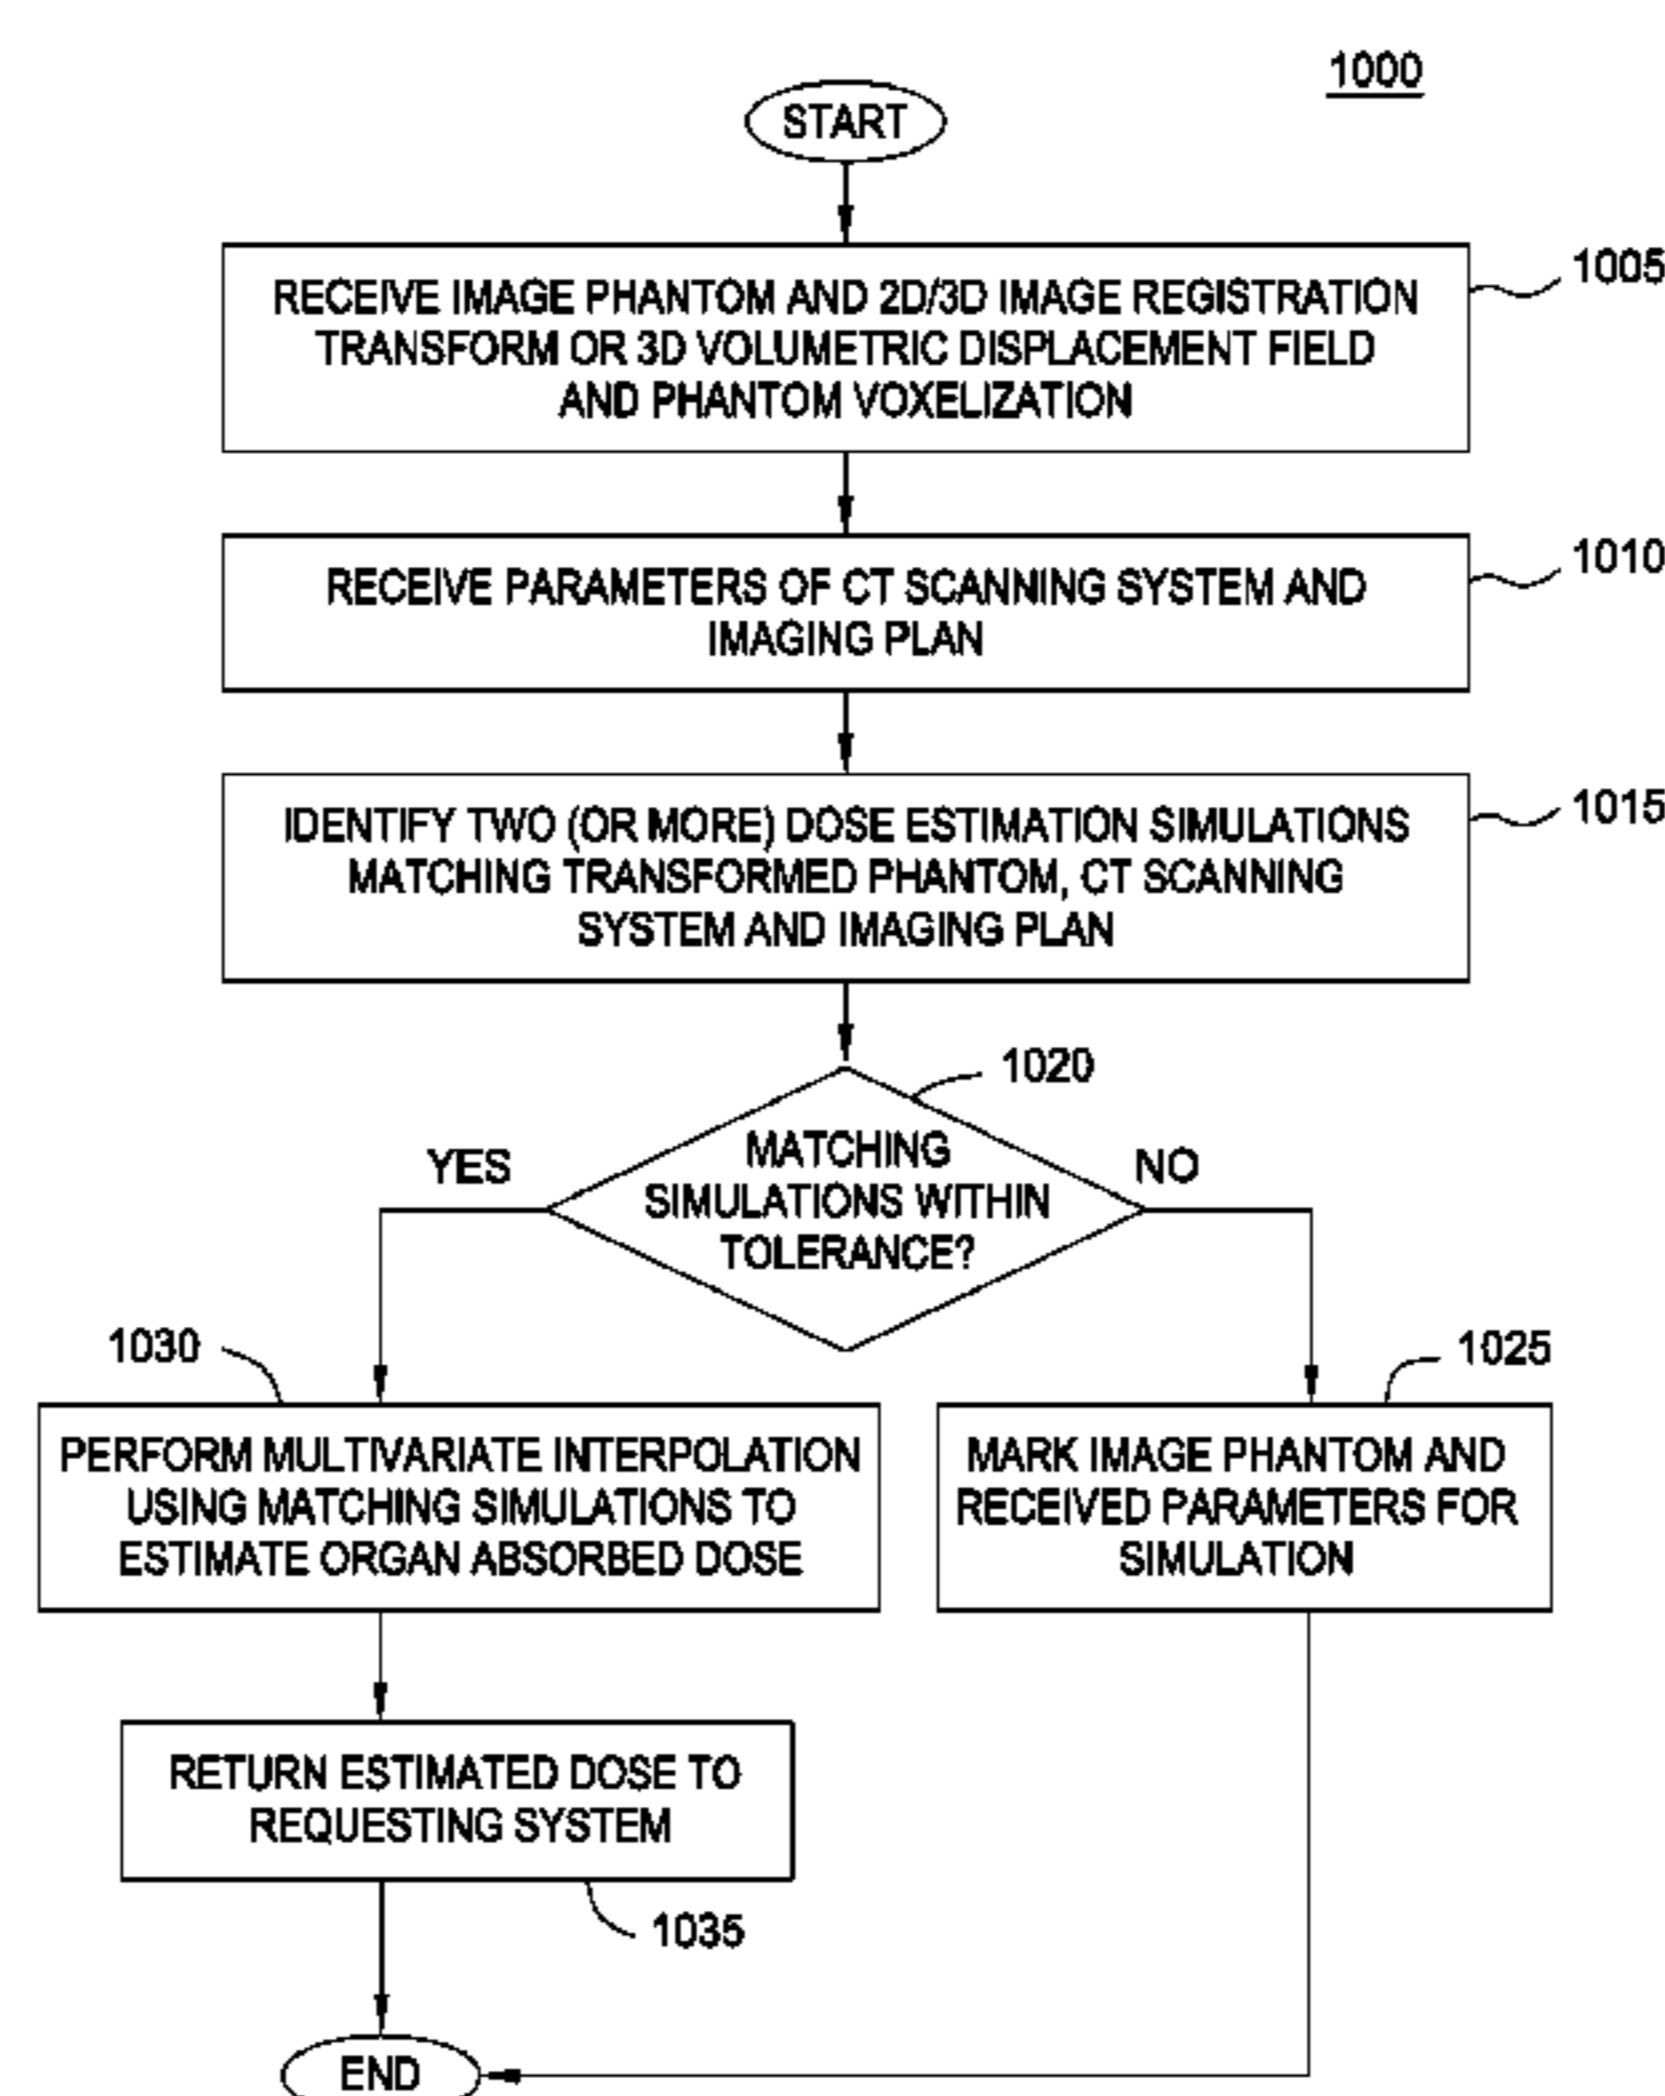 1000
START
RECEIVE IMAGE PHANTOM AND 2D/3D IMAGE REGISTRATION
TRANSFORM OR 3D VOLUMETRIC DISPLACEMENT FIELD
AND PHANTOM VOXELIZATION
1005
RECEIVE PARAMETERS OF CT SCANNING SYSTEM AND
IMAGING PLAN
1010
IDENTIFY TWO (OR MORE) DOSE ESTIMATION SIMULATIONS
MATCHING TRANSFORMED PHANTOM, CT SCANNING
SYSTEM AND IMAGING PLAN
1015
1020
MATCHING
SIMULATIONS WITHIN
TOLERANCE?
YES
NO
1030
PERFORM MULTIVARIATE INTERPOLATION
USING MATCHING SIMULATIONS TO
ESTIMATE ORGAN ABSORBED DOSE
1025
MARK IMAGE PHANTOM AND
RECEIVED PARAMETERS FOR
SIMULATION
RETURN ESTIMATED DOSE TO
REQUESTING SYSTEM
1035
END